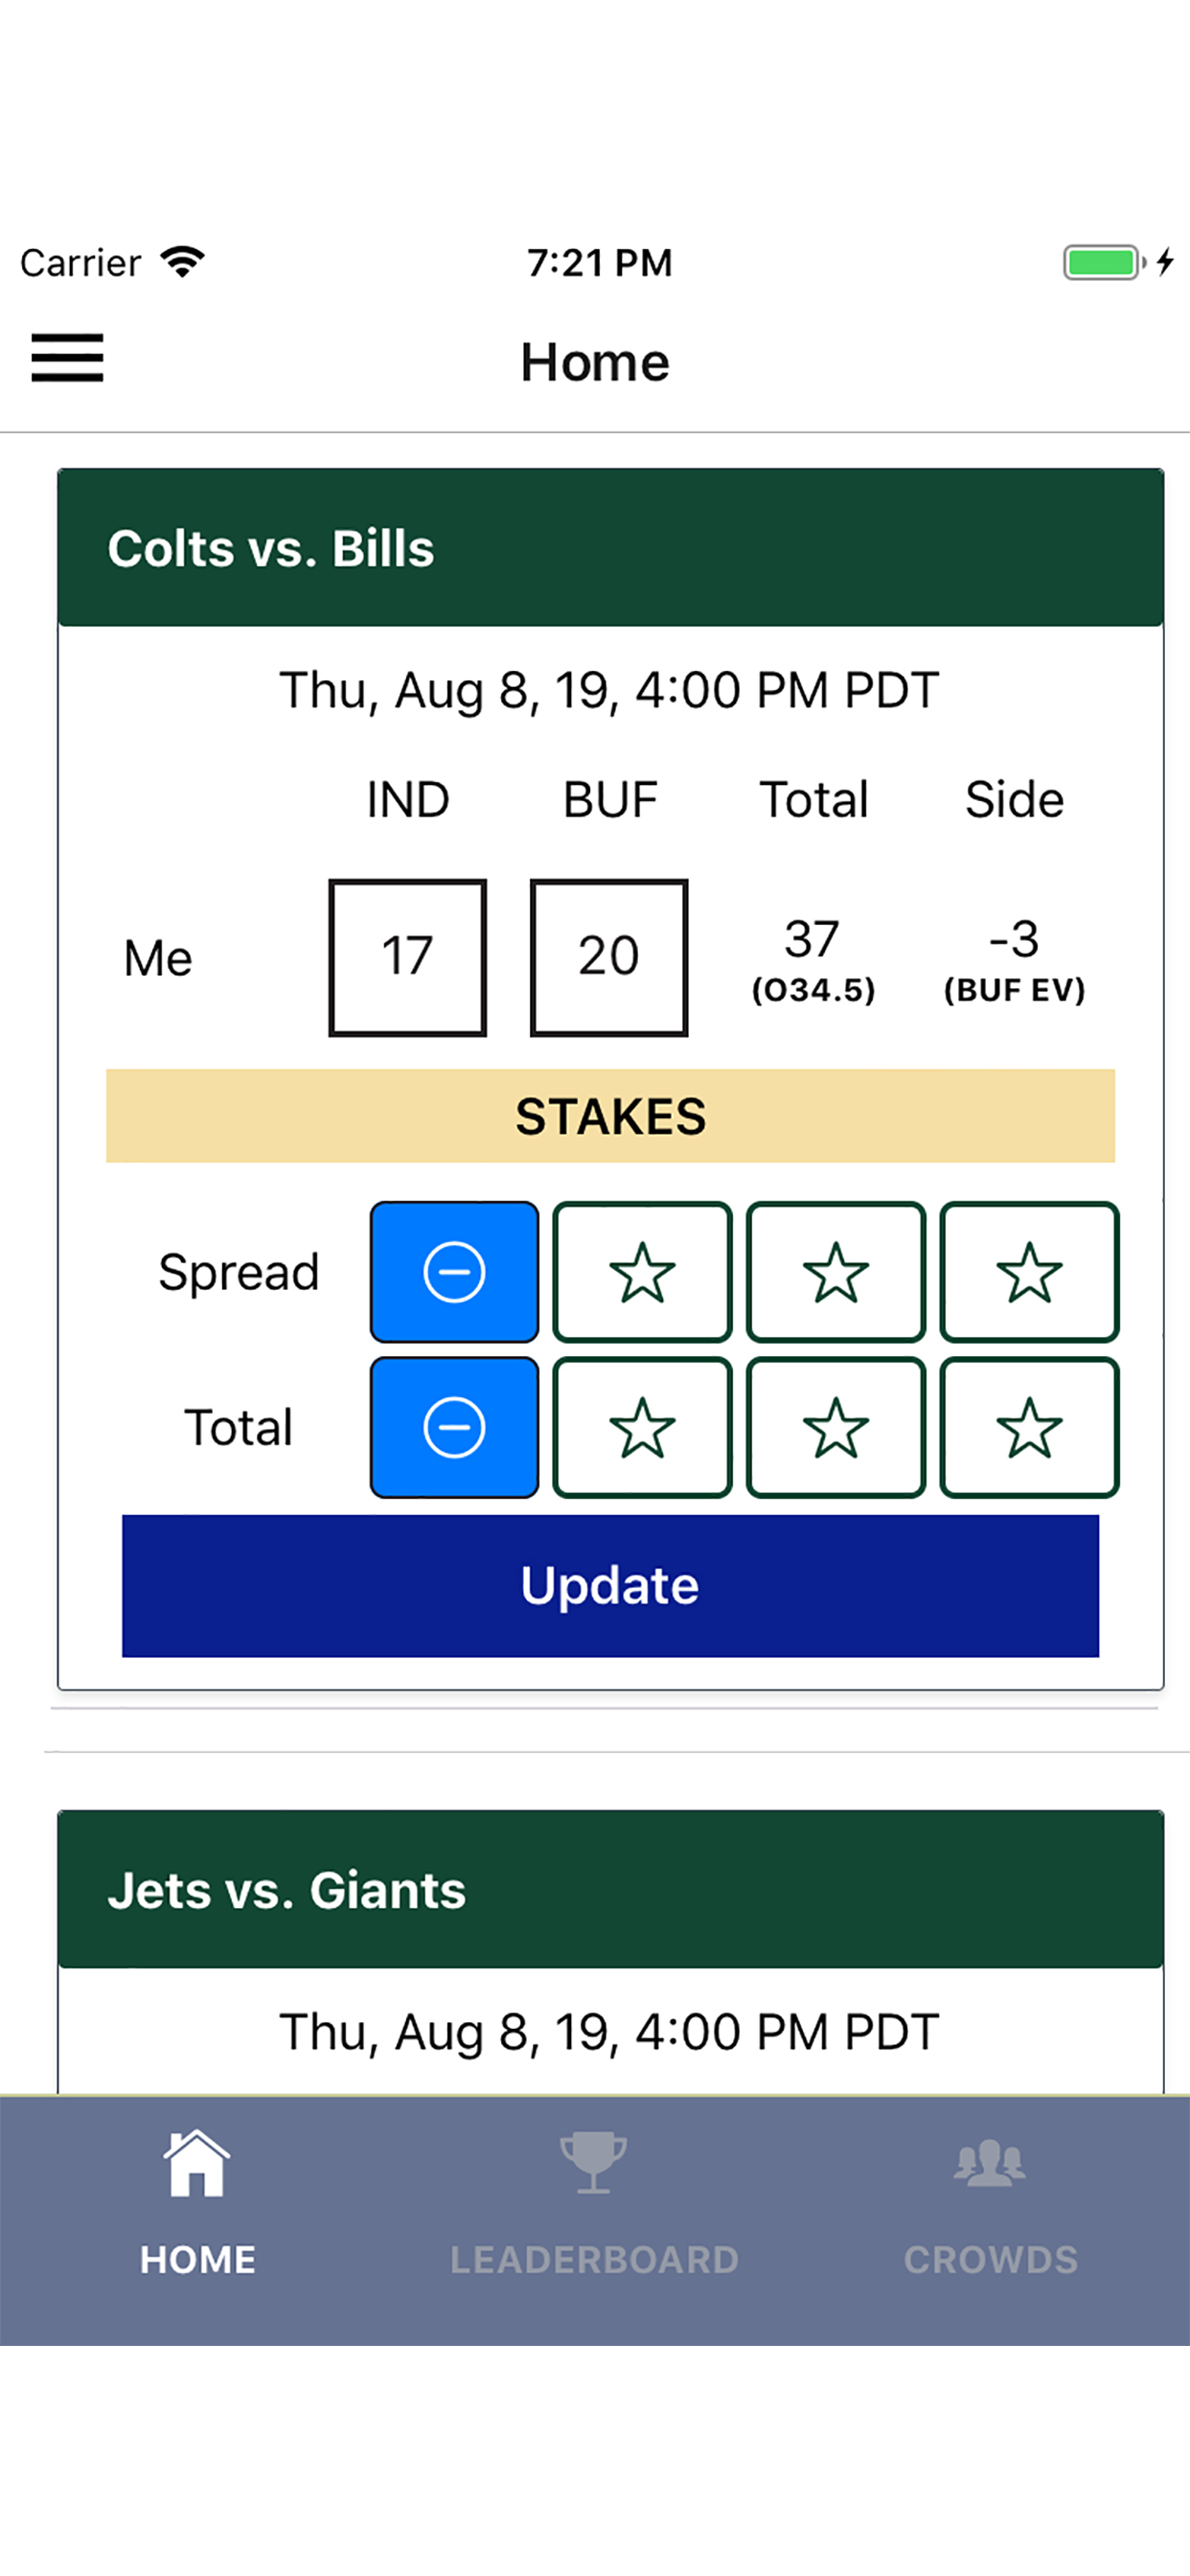 Carrier 7:21 PM
Home
Colts vs. Bills
Thu, Aug 8, 19, 4:00 PM PDT
IND BUF Total Side
Me 17 20 37 -3
(O34.5) (BUF EV)
STAKES
Spread
Total
Update
Jets vs. Giants
Thu, Aug 8, 19, 4:00 PM PDT
HOME LEADERBOARD CROWDS